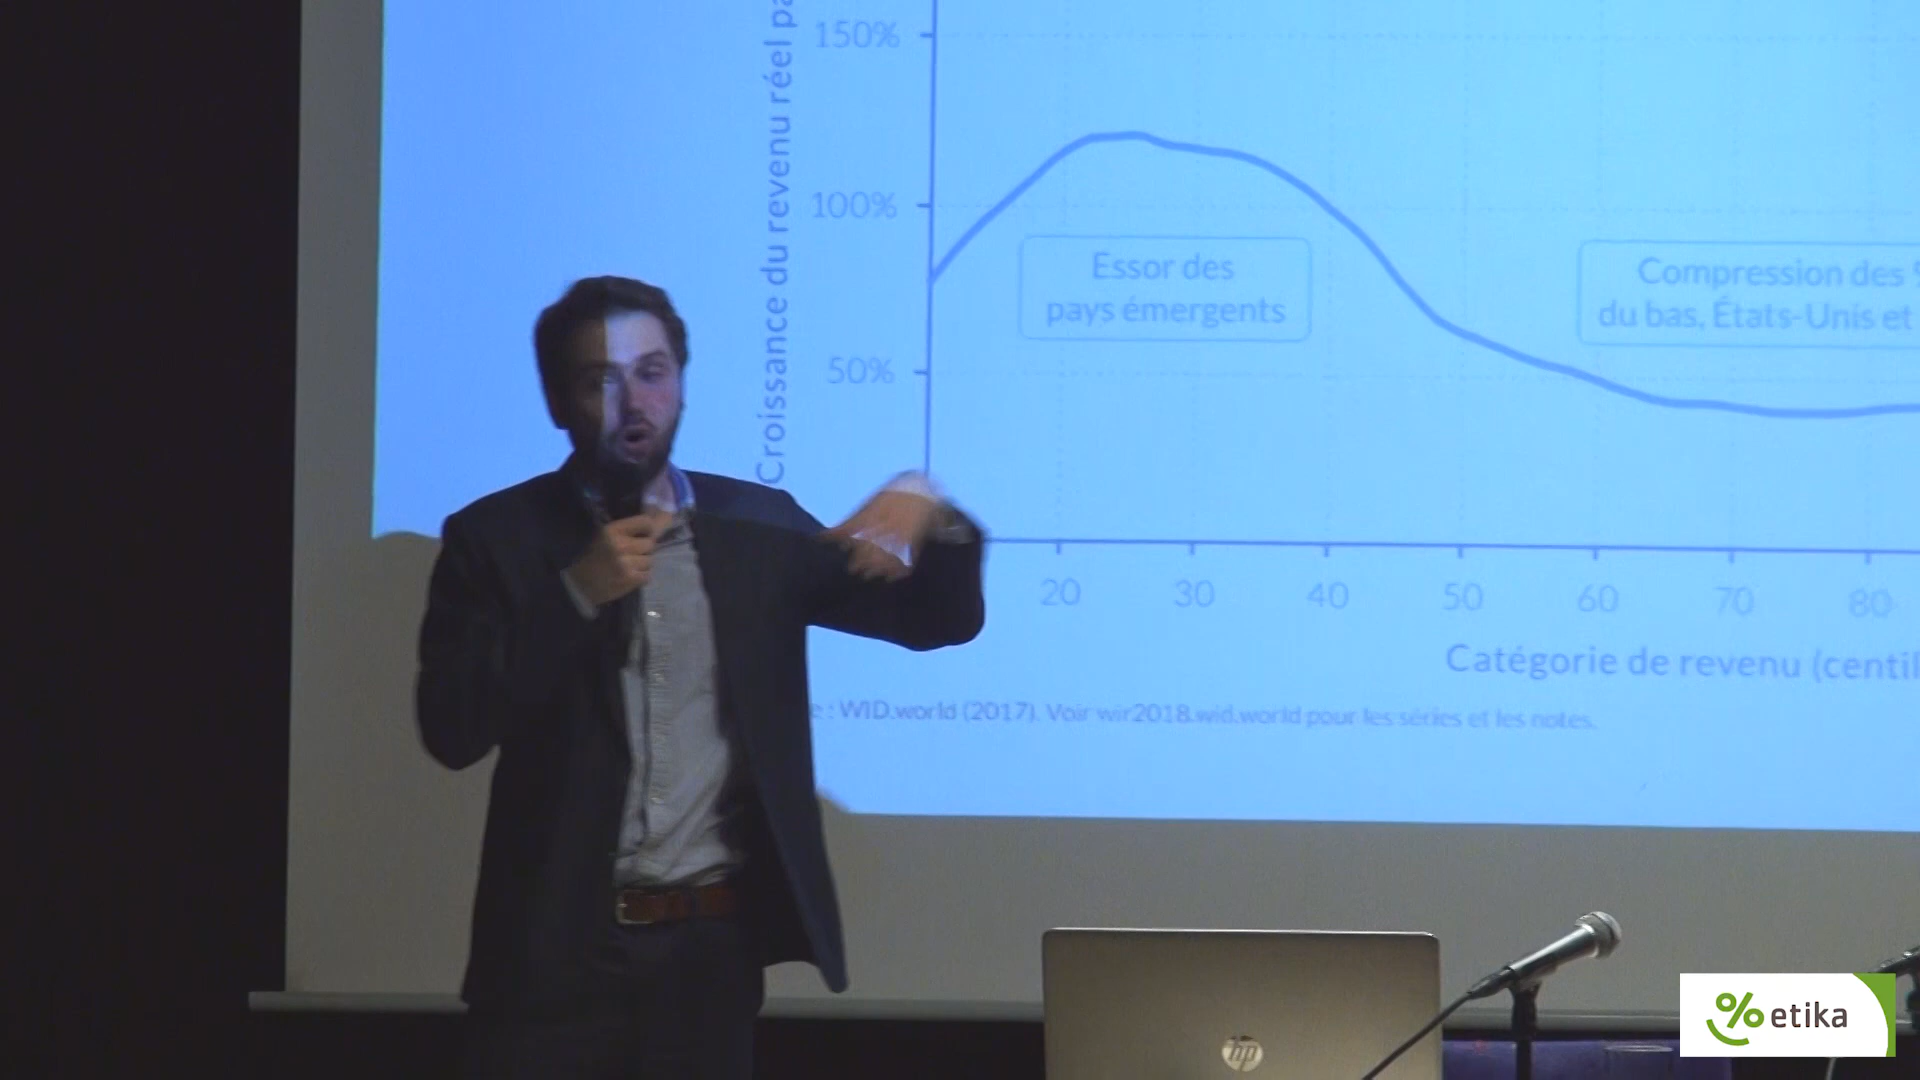 Croissance du revenu réel
150%
100%
50%
Essor des
pays émergents
Compression des
du bas, États-Unis et
20 30 40 50 60 70 80
Catégorie de revenu
: WID.world (2017). Voir wir2018.wid.world pour les séries et les notes.
hp
% etika